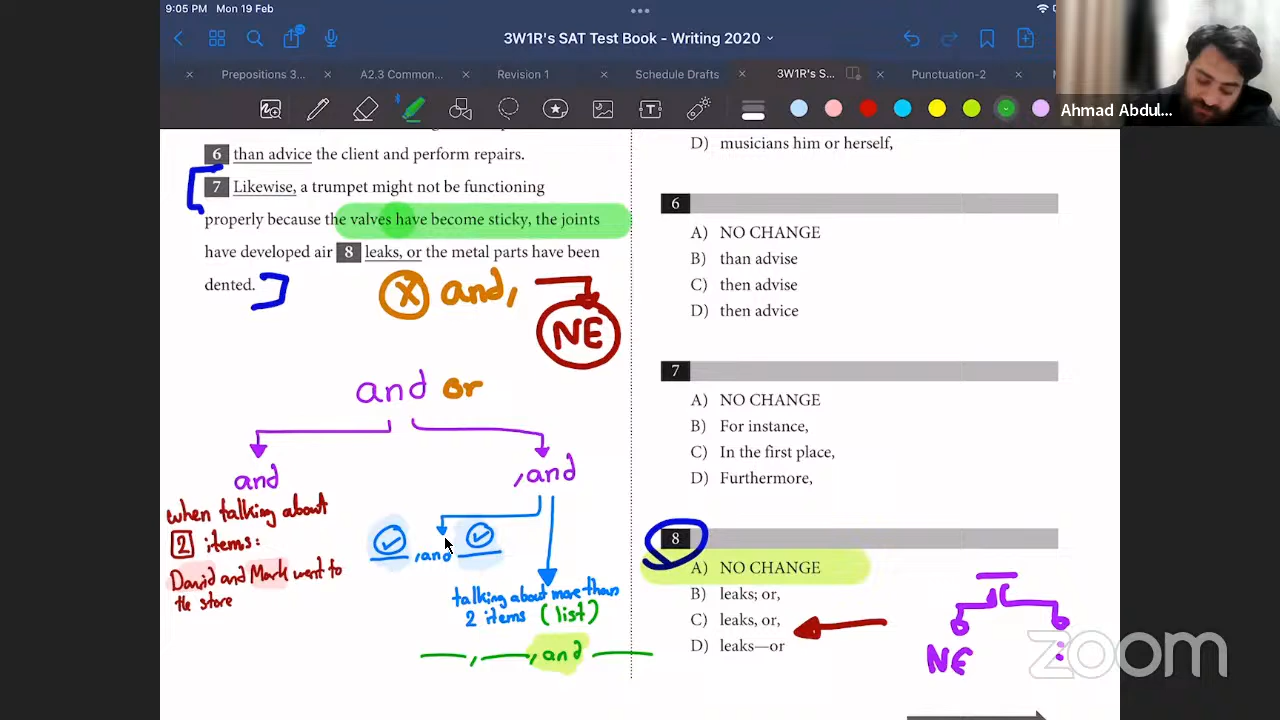 9:05 PM Mon 19 Feb
3W1R's SAT Test Book - Writing 2020
Prepositions 3...
A2.3 Common...
Revision 1
Schedule Drafts
3W1R's S...
Punctuation-2
Ahmad Abdul...
6 than advice the client and perform repairs.
7 Likewise, a trumpet might not be functioning
properly because the valves have become sticky, the joints
have developed air 8 leaks, or the metal parts have been
dented.
X and,
NE
and or
and
, and
when talking about
2 items:
David and Mark went to
the store
, and
talking about more than
2 items (list)
, , and
D) musicians him or herself,
6
A) NO CHANGE
B) than advise
C) then advise
D) then advice
7
A) NO CHANGE
B) For instance,
C) In the first place,
D) Furthermore,
8
A) NO CHANGE
B) leaks; or,
C) leaks, or,
D) leaks—or
NE
zoom